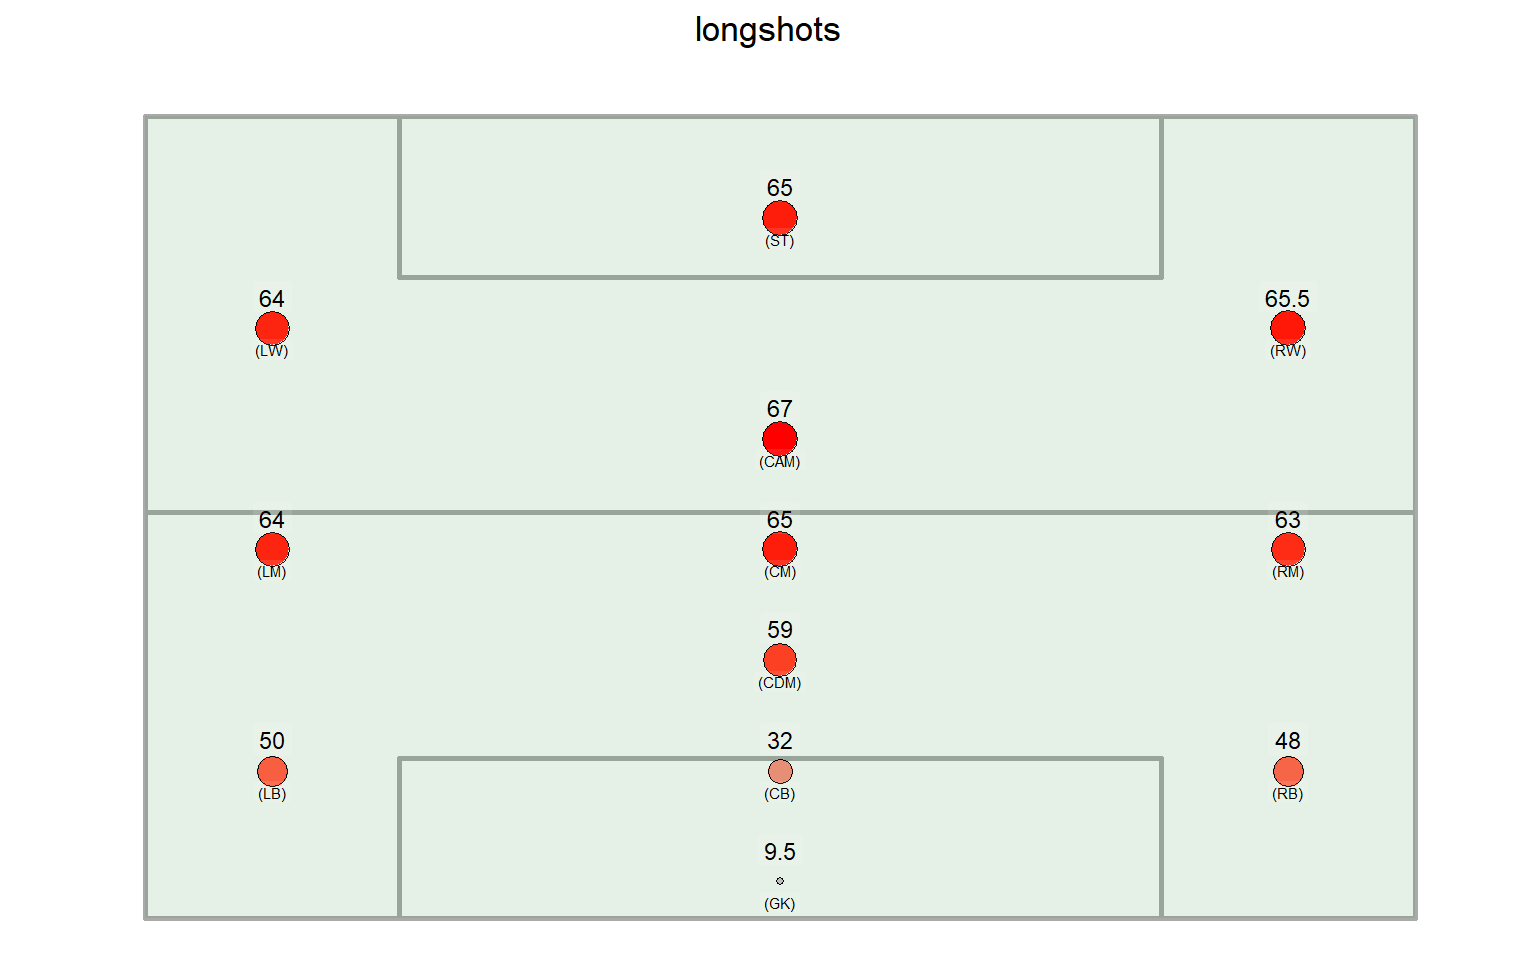 longshots
65
(ST)
64
65.5
(LW)
(RW)
67
(CAM)
64
65
63
(LM)
(CM)
(RM)
59
(CDM)
50
32
48
(LB)
(CB)
(RB)
9.5
(GK)